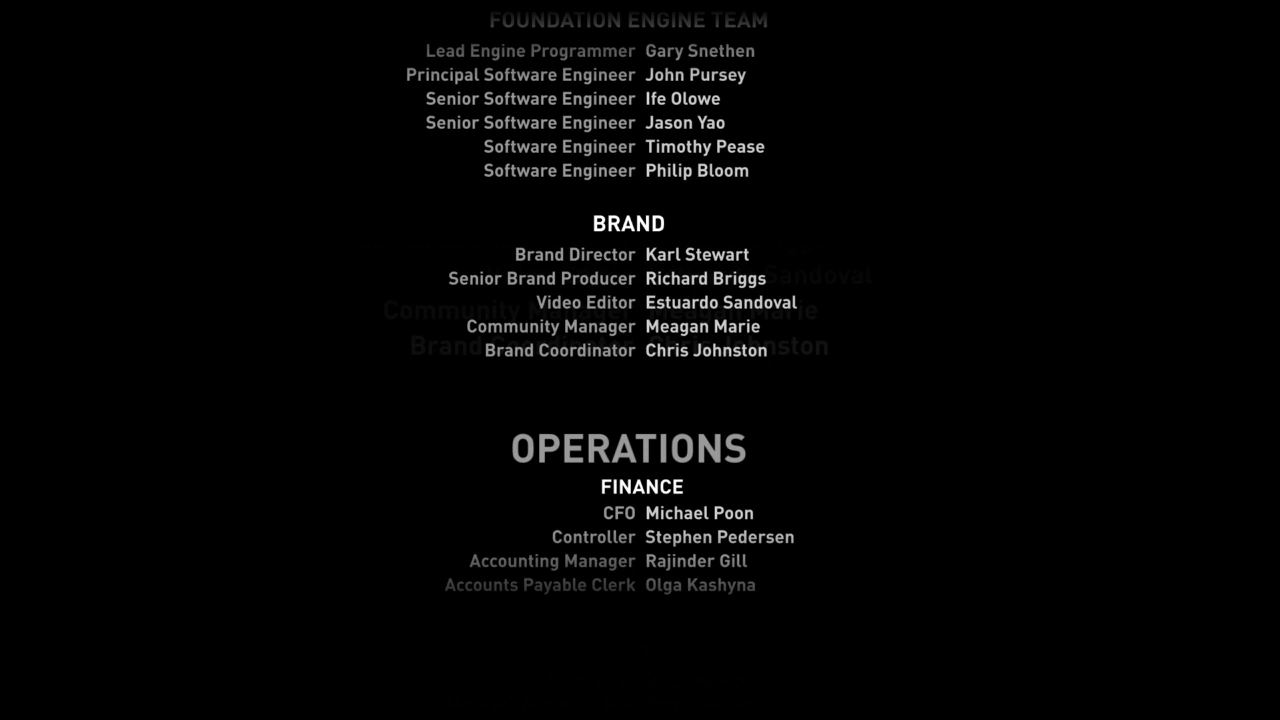 FOUNDATION ENGINE TEAM
Lead Engine Programmer Gary Snethen
Principal Software Engineer John Pursey
Senior Software Engineer Ife Olowe
Senior Software Engineer Jason Yao
Software Engineer Timothy Pease
Software Engineer Philip Bloom
BRAND
Brand Director Karl Stewart
Senior Brand Producer Richard Briggs
Video Editor Estuardo Sandoval
Community Manager Meagan Marie
Brand Coordinator Chris Johnston
OPERATIONS
FINANCE
CFO Michael Poon
Controller Stephen Pedersen
Accounting Manager Rajinder Gill
Accounts Payable Clerk Olga Kashyna